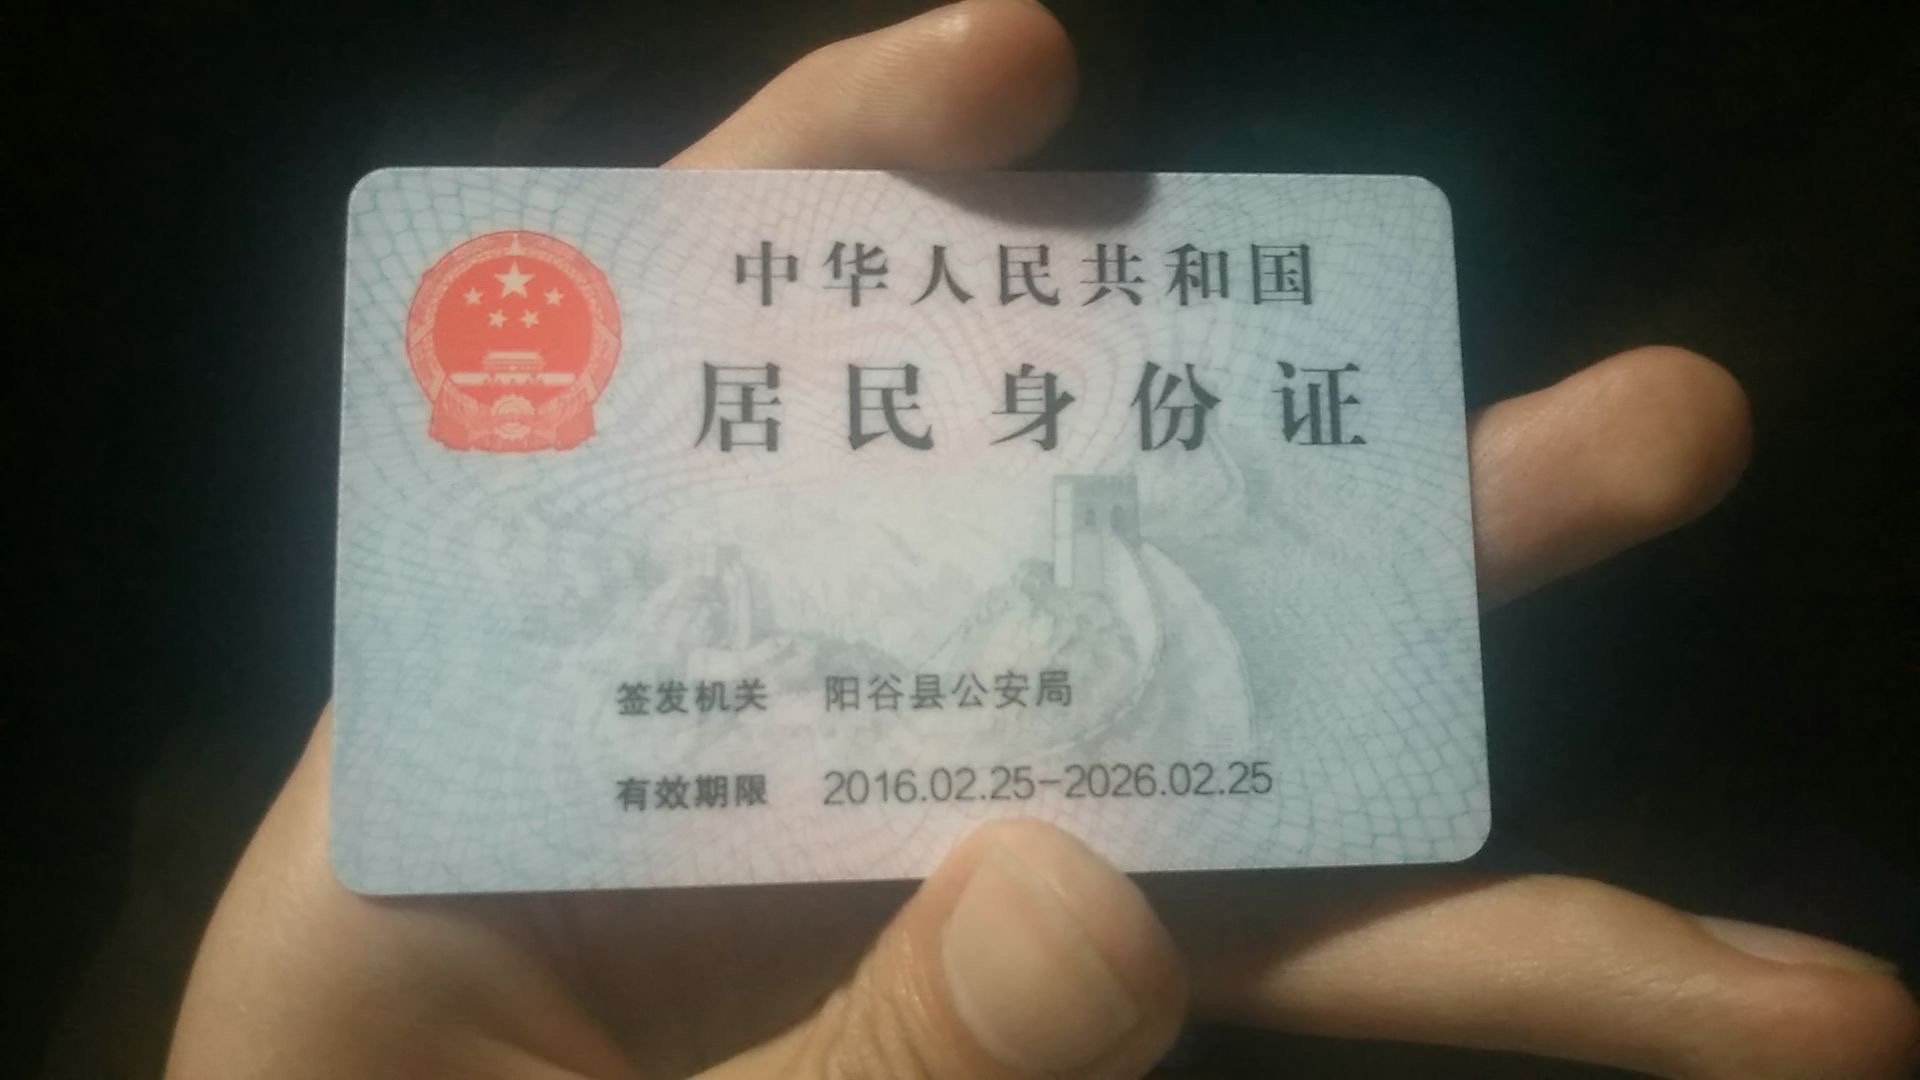 中华人民共和国
居民身份证
签发机关 阳谷县公安局
有效期限 2016.02.25-2026.02.25